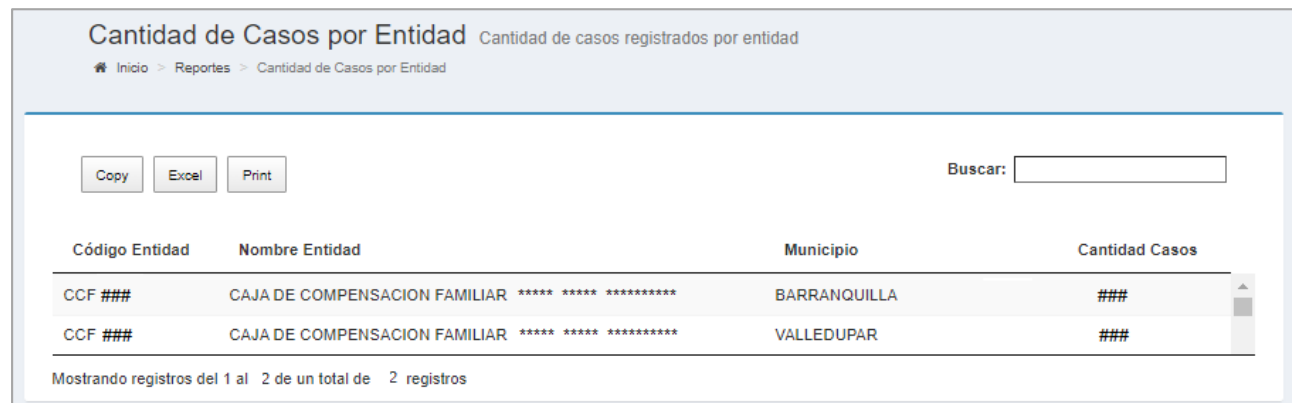 Cantidad de Casos por Entidad Cantidad de casos registrados por entidad
Inicio > Reportes > Cantidad de Casos por Entidad
Copy Excel Print Buscar:
Código Entidad Nombre Entidad Municipio Cantidad Casos
CCF ### CAJA DE COMPENSACION FAMILIAR ***** ***** ********** BARRANQUILLA ###
CCF ### CAJA DE COMPENSACION FAMILIAR ***** ***** ********** VALLEDUPAR ###
Mostrando registros del 1 al 2 de un total de 2 registros